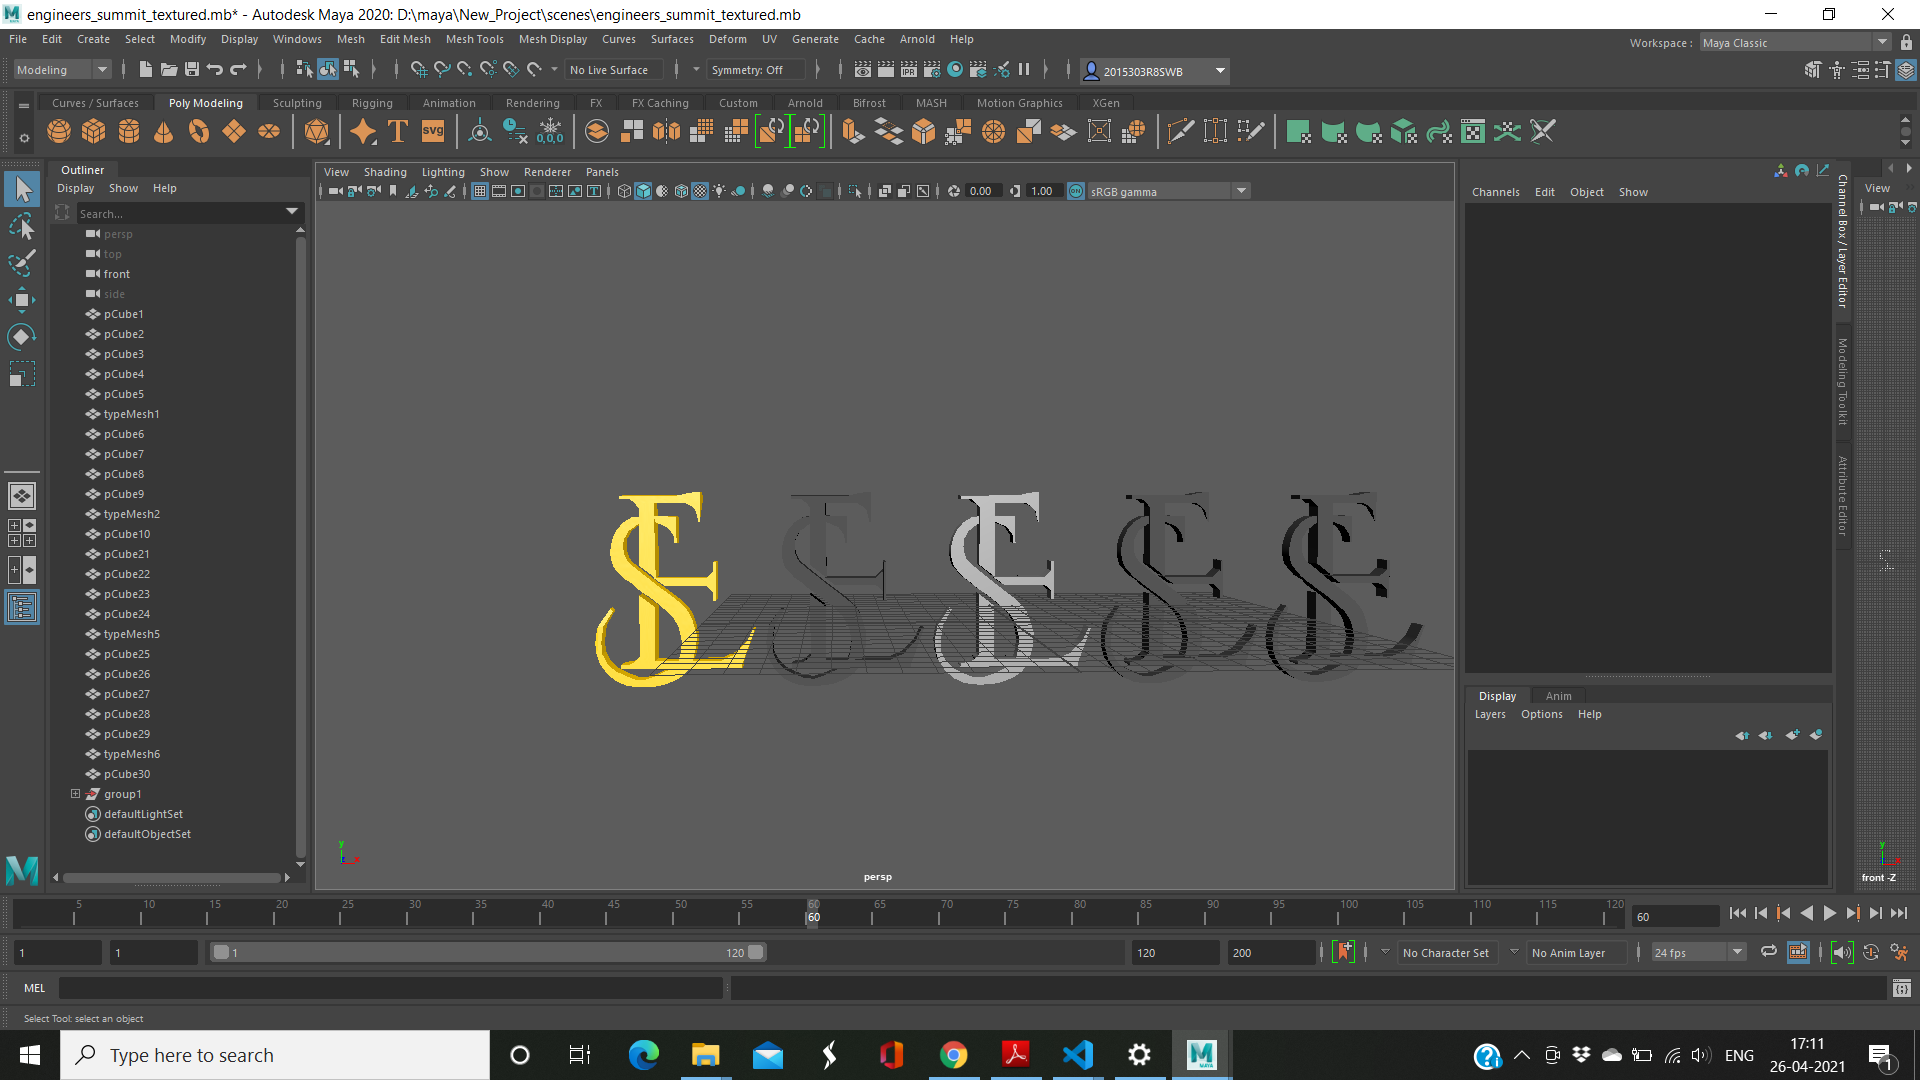 engineers_summit_textured.mb* - Autodesk Maya 2020: D:\maya\New_Project\scenes\engineers_summit_textured.mb
File Edit Create Select Modify Display Windows Mesh Edit Mesh Mesh Tools Mesh Display Curves Surfaces Deform UV Generate Cache Arnold Help
Workspace : Maya Classic
Modeling No Live Surface Symmetry: Off 2015303R8SWB
Curves / Surfaces Poly Modeling Sculpting Rigging Animation Rendering FX FX Caching Custom Arnold Bifrost MASH Motion Graphics XGen
T SVG 0,0,0
Outliner
Display Show Help
Search...
persp
top
front
side
pCube1
pCube2
pCube3
pCube4
pCube5
typeMesh1
pCube6
pCube7
pCube8
pCube9
typeMesh2
pCube10
pCube21
pCube22
pCube23
pCube24
typeMesh5
pCube25
pCube26
pCube27
pCube28
pCube29
typeMesh6
pCube30
group1
defaultLightSet
defaultObjectSet
View Shading Lighting Show Renderer Panels
IPR
0.00 1.00 ON sRGB gamma
persp
y
Channels Edit Object Show
Channel Box / Layer Editor
Modeling Toolkit
Attribute Editor
Display Anim
Layers Options Help
View
y
front -Z
5 10 15 20 25 30 35 40 45 50 55 60 65 70 75 80 85 90 95 100 105 110 115 120
60
60
1 1 1 120 120 200 No Character Set No Anim Layer 24 fps
MEL
Select Tool: select an object
Type here to search
MAYA
ENG
17:11
26-04-2021
1